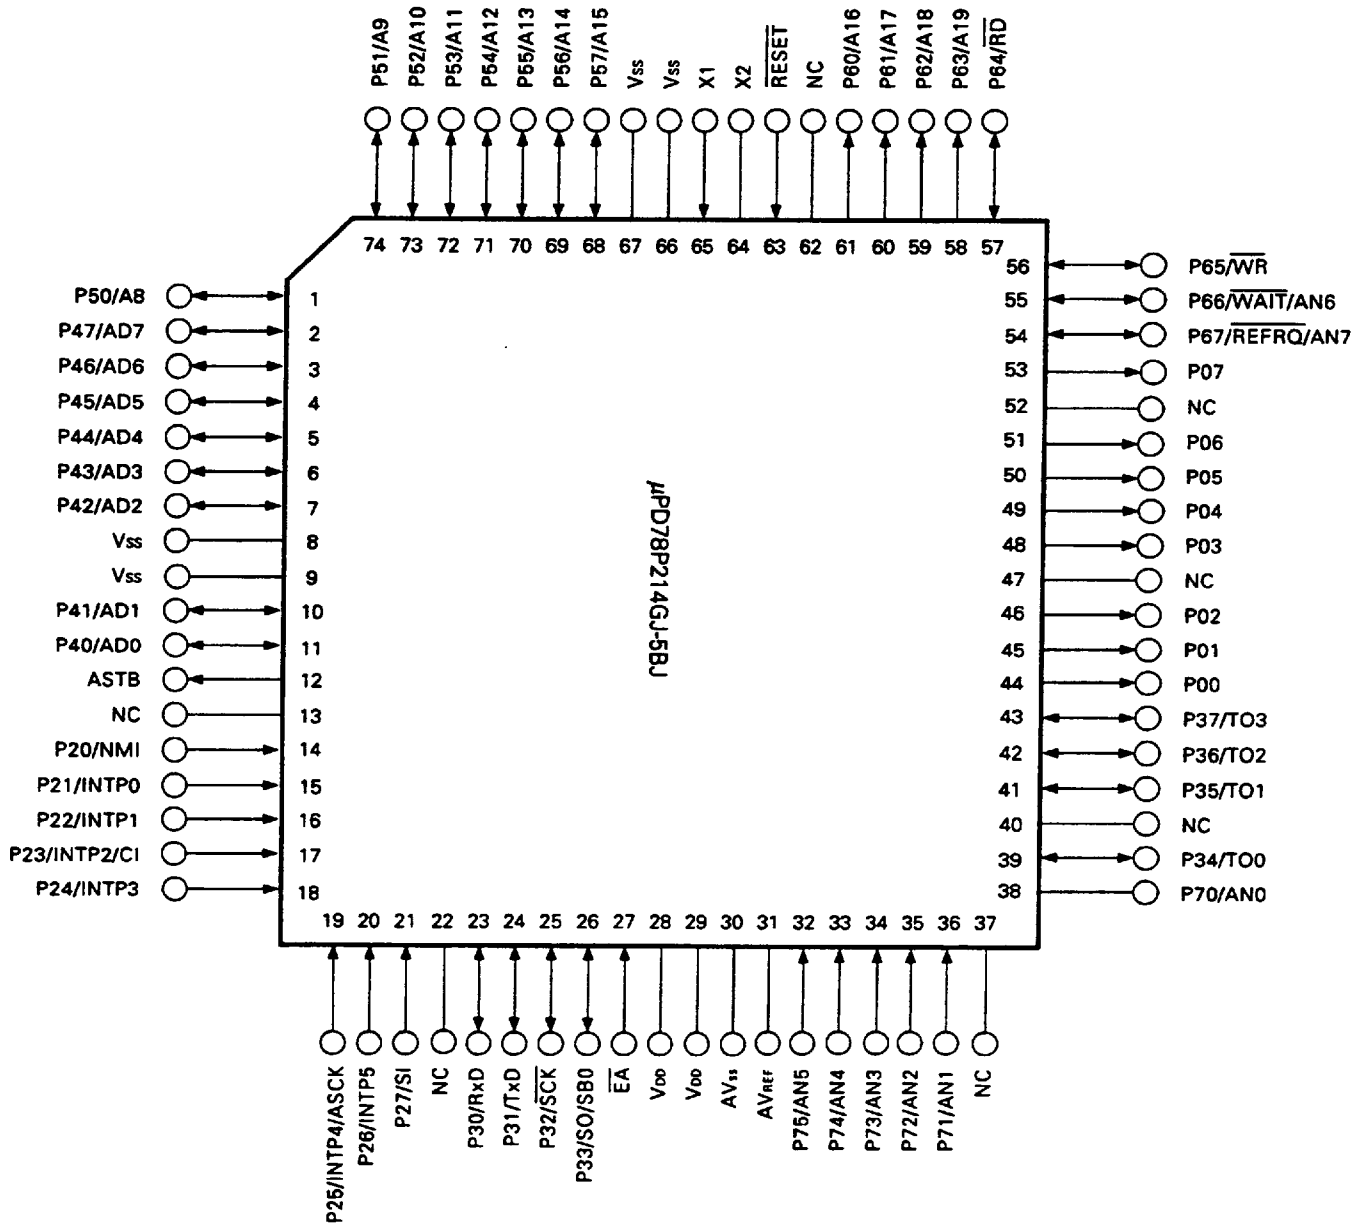 P51/A9
P52/A10
P53/A11
P54/A12
P55/A13
P56/A14
P57/A15
Vss
Vss
X1
X2
RESET
NC
P60/A16
P61/A17
P62/A18
P63/A19
P64/RD
74 73 72 71 70 69 68 67 66 65 64 63 62 61 60 59 58 57
P50/A8 1
P47/AD7 2
P46/AD6 3
P45/AD5 4
P44/AD4 5
P43/AD3 6
P42/AD2 7
Vss 8
Vss 9
P41/AD1 10
P40/AD0 11
ASTB 12
NC 13
P20/NMI 14
P21/INTP0 15
P22/INTP1 16
P23/INTP2/CI 17
P24/INTP3 18
μPD78P214GJ-5BJ
56 P65/WR
55 P66/WAIT/AN6
54 P67/REFRQ/AN7
53 P07
52 NC
51 P06
50 P05
49 P04
48 P03
47 NC
46 P02
45 P01
44 P00
43 P37/TO3
42 P36/TO2
41 P35/TO1
40 NC
39 P34/TO0
38 P70/AN0
19 20 21 22 23 24 25 26 27 28 29 30 31 32 33 34 35 36 37
P25/INTP4/ASCK
P26/INTP5
P27/SI
NC
P30/RxD
P31/TxD
P32/SCK
P33/SO/SB0
EA
VDD
VDD
AVss
AVREF
P75/AN5
P74/AN4
P73/AN3
P72/AN2
P71/AN1
NC